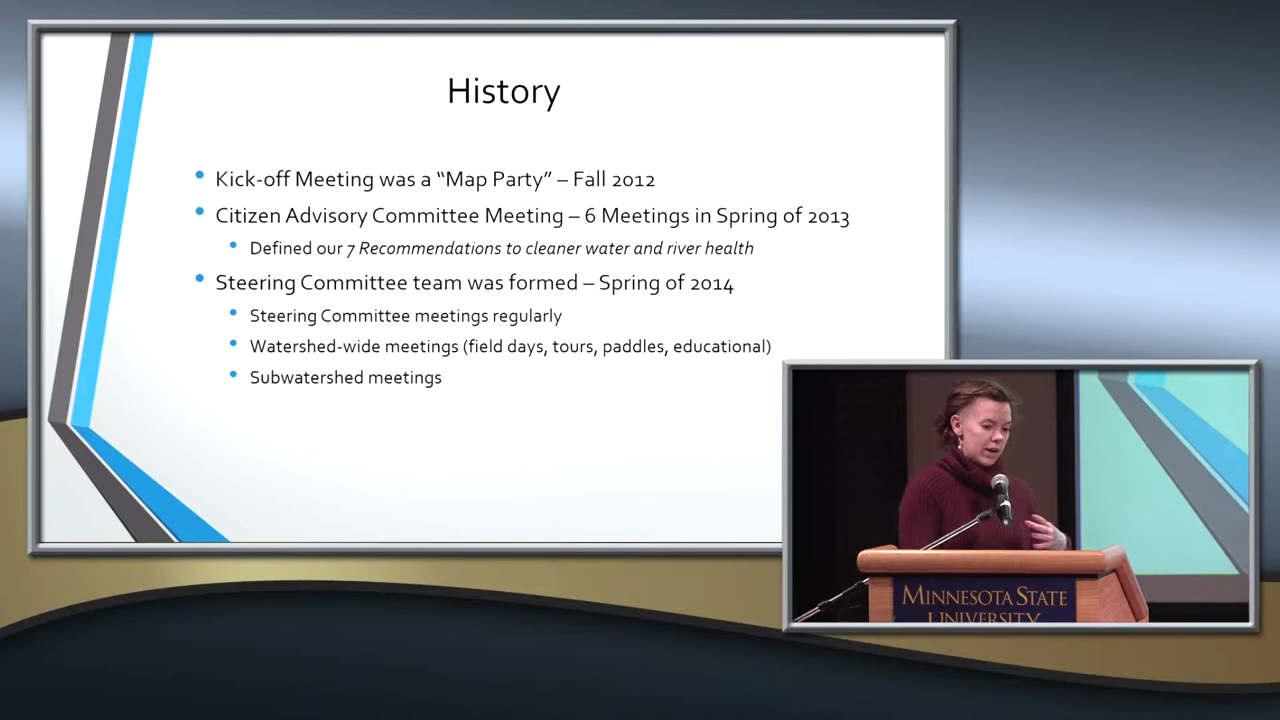 History
Kick-off Meeting was a “Map Party” – Fall 2012
Citizen Advisory Committee Meeting – 6 Meetings in Spring of 2013
Defined our 7 Recommendations to cleaner water and river health
Steering Committee team was formed – Spring of 2014
Steering Committee meetings regularly
Watershed-wide meetings (field days, tours, paddles, educational)
Subwatershed meetings
MINNESOTA STATE
UNIVERSITY